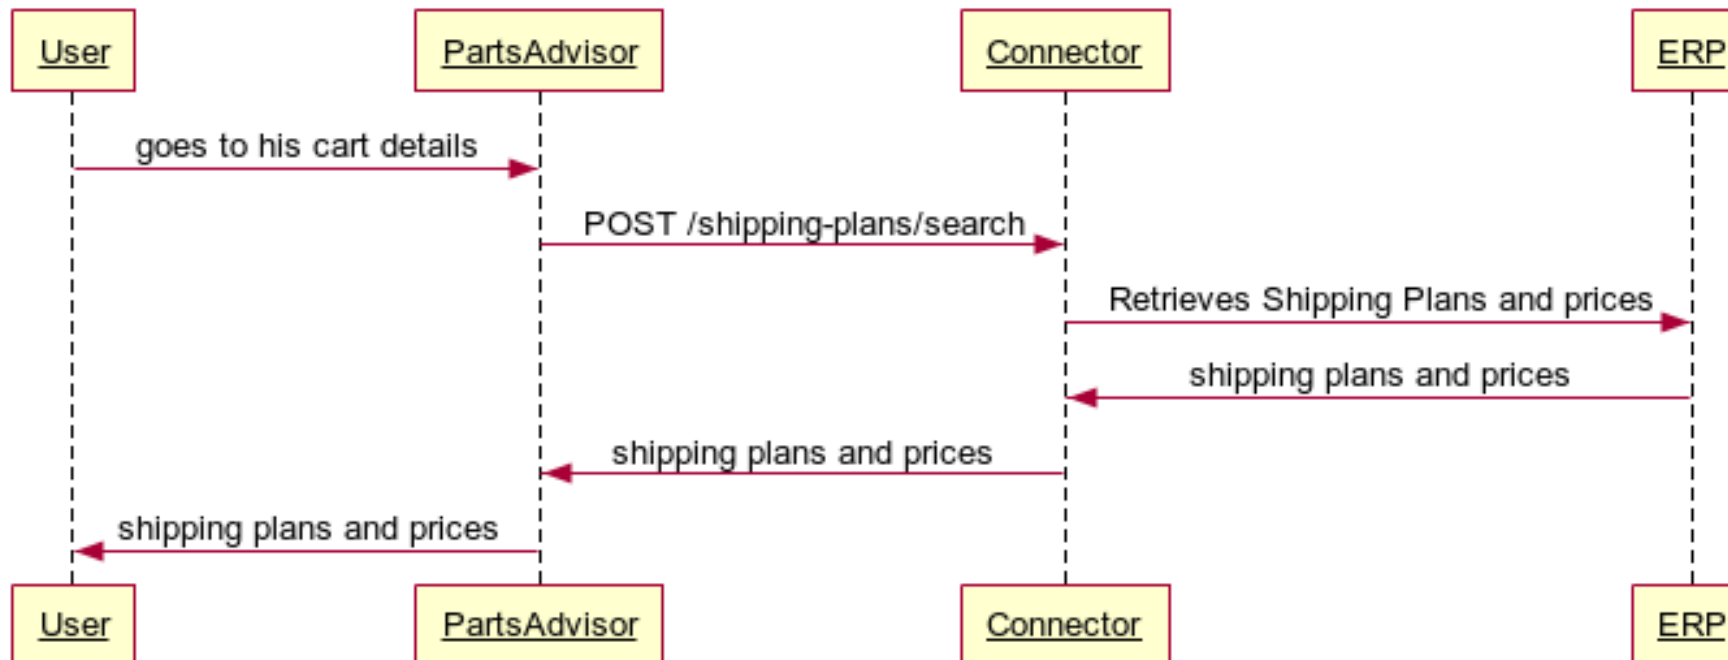 User
PartsAdvisor
Connector
ERP
goes to his cart details
POST /shipping-plans/search
Retrieves Shipping Plans and prices
shipping plans and prices
shipping plans and prices
shipping plans and prices
User
PartsAdvisor
Connector
ERP